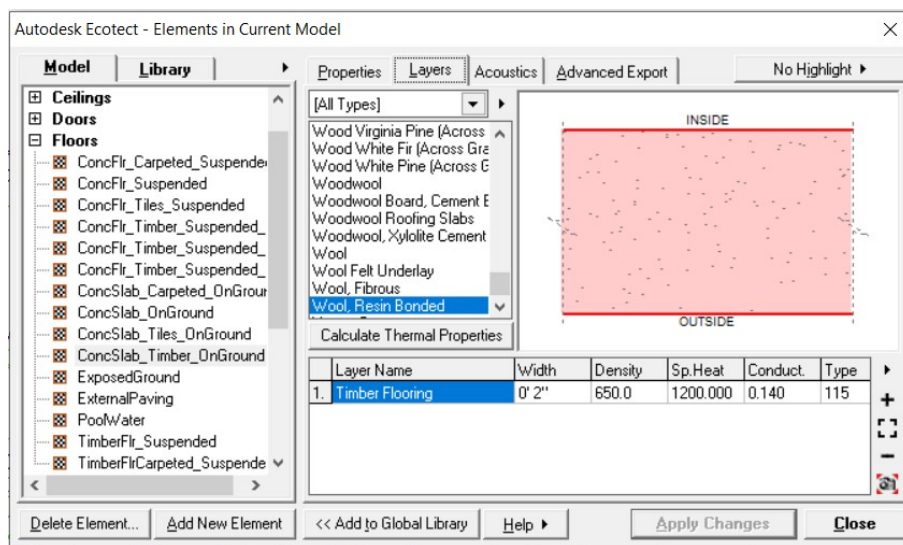 Autodesk Ecotect - Elements in Current Model
Model
Library
Ceilings
Doors
Floors
ConcFlr_Carpeted_Suspende
ConcFlr_Suspended
ConcFlr_Tiles_Suspended
ConcFlr_Timber_Suspended_
ConcFlr_Timber_Suspended_
ConcFlr_Timber_Suspended_
ConcSlab_Carpeted_OnGroun
ConcSlab_OnGround
ConcSlab_Tiles_OnGround
ConcSlab_Timber_OnGround
ExposedGround
ExternalPaving
PoolWater
TimberFlr_Suspended
TimberFlrCarpeted_Suspende
Delete Element...
Add New Element
Properties
Layers
Acoustics
Advanced Export
No Highlight
[All Types]
Wood Virginia Pine (Across
Wood White Fir (Across Gra
Wood White Pine (Across G
Woodwool
Woodwool Board, Cement B
Woodwool Roofing Slabs
Woodwool, Xylolite Cement
Wool
Wool Felt Underlay
Wool, Fibrous
Wool, Resin Bonded
Calculate Thermal Properties
INSIDE
OUTSIDE
Layer Name Width Density Sp.Heat Conduct. Type
1. Timber Flooring 0' 2" 650.0 1200.000 0.140 115
<< Add to Global Library
Help
Apply Changes
Close